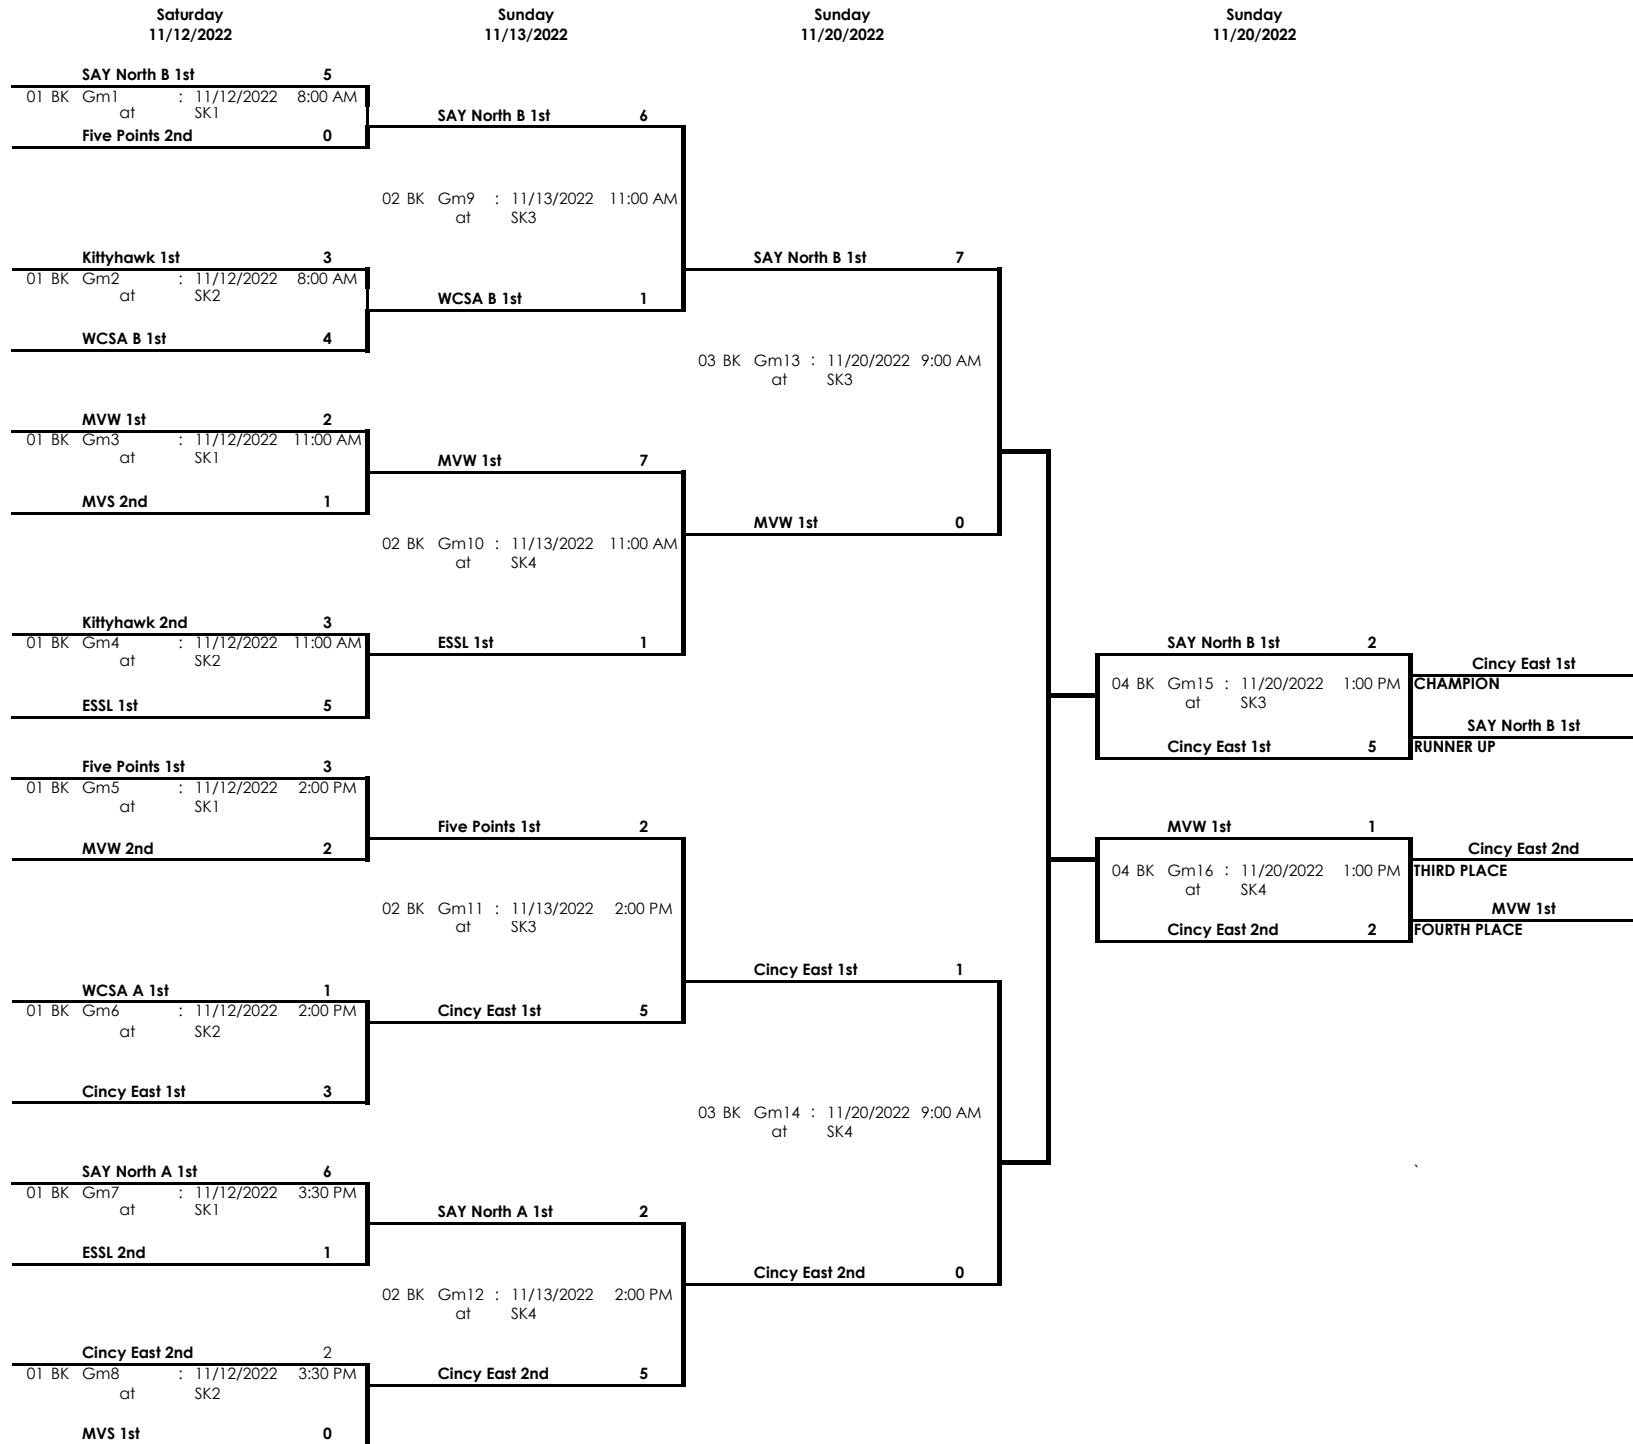 Saturday Sunday Sunday Sunday
11/12/2022 11/13/2022 11/20/2022 11/20/2022
SAY North B 1st 5
01 BK Gm1 : 11/12/2022 8:00 AM
at SK1
Five Points 2nd 0
Kittyhawk 1st 3
01 BK Gm2 : 11/12/2022 8:00 AM
at SK2
WCSA B 1st 4
MVW 1st 2
01 BK Gm3 : 11/12/2022 11:00 AM
at SK1
MVS 2nd 1
Kittyhawk 2nd 3
01 BK Gm4 : 11/12/2022 11:00 AM
at SK2
ESSL 1st 5
Five Points 1st 3
01 BK Gm5 : 11/12/2022 2:00 PM
at SK1
MVW 2nd 2
WCSA A 1st 1
01 BK Gm6 : 11/12/2022 2:00 PM
at SK2
Cincy East 1st 3
SAY North A 1st 6
01 BK Gm7 : 11/12/2022 3:30 PM
at SK1
ESSL 2nd 1
Cincy East 2nd 2
01 BK Gm8 : 11/12/2022 3:30 PM
at SK2
MVS 1st 0
SAY North B 1st 6
02 BK Gm9 : 11/13/2022 11:00 AM
at SK3
WCSA B 1st 1
MVW 1st 7
02 BK Gm10 : 11/13/2022 11:00 AM
at SK4
ESSL 1st 1
Five Points 1st 2
02 BK Gm11 : 11/13/2022 2:00 PM
at SK3
Cincy East 1st 5
SAY North A 1st 2
02 BK Gm12 : 11/13/2022 2:00 PM
at SK4
Cincy East 2nd 5
SAY North B 1st 7
03 BK Gm13 : 11/20/2022 9:00 AM
at SK3
MVW 1st 0
Cincy East 1st 1
03 BK Gm14 : 11/20/2022 9:00 AM
at SK4
Cincy East 2nd 0
SAY North B 1st 2
04 BK Gm15 : 11/20/2022 1:00 PM
at SK3
Cincy East 1st 5
MVW 1st 1
04 BK Gm16 : 11/20/2022 1:00 PM
at SK4
Cincy East 2nd 2
Cincy East 1st
CHAMPION
SAY North B 1st
RUNNER UP
Cincy East 2nd
THIRD PLACE
MVW 1st
FOURTH PLACE
`